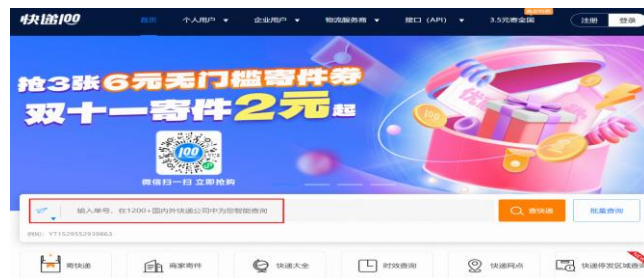 快递100
首页 个人用户 企业用户 物流服务商 接口（API） 3.5元寄全国 注册 登录
抢3张6元无门槛寄件券
双十一寄件2元起
100
微信扫一扫 立即抢购
输入单号，在1200+国内外快递公司中为您智能查询
查快递
批量查询
例如：YT1529552939863
寄快递 商家寄件 快递大全 时效查询 快递网点 快递停发区域查询